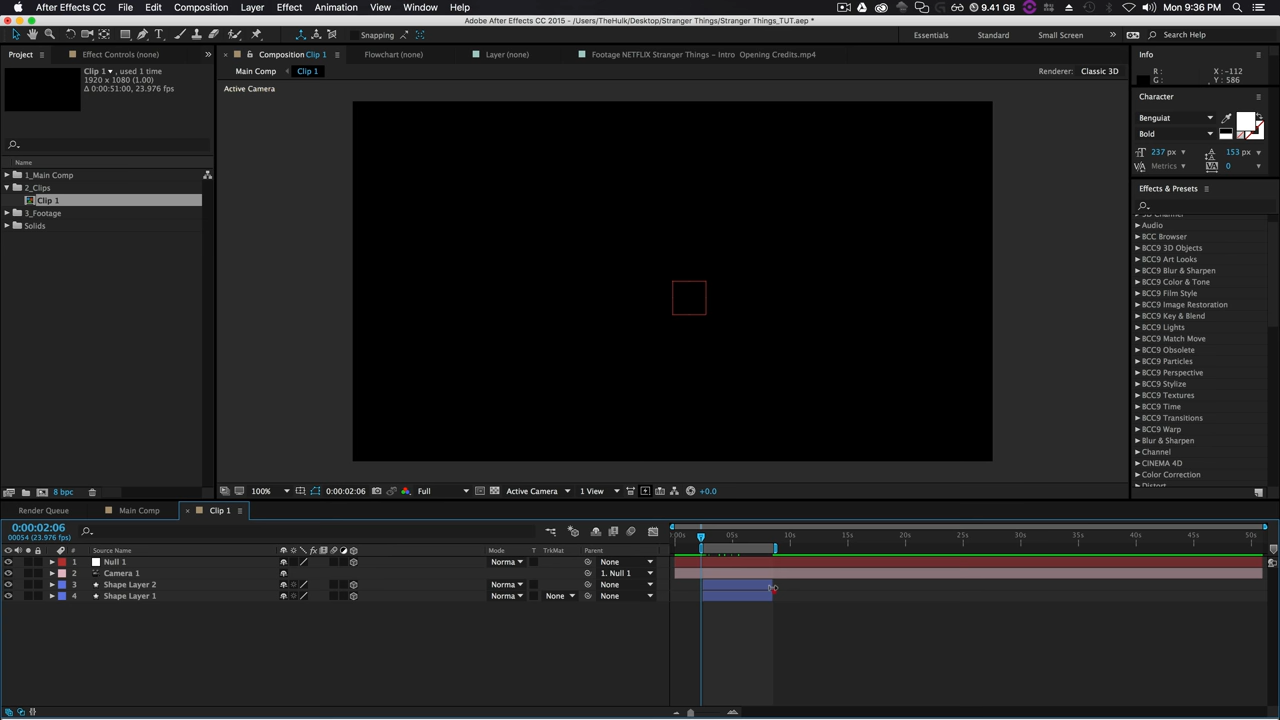 After Effects CC File Edit Composition Layer Effect Animation View Window Help 9.41 GB 3 Mon 9:36 PM
Adobe After Effects CC 2015 - /Users/TheHulk/Desktop/Stranger Things/Stranger Things_TUT.aep *
Snapping Essentials Standard Small Screen Search Help
Project Effect Controls (none) Composition Clip 1 Flowchart (none) Layer (none) Footage NETFLIX Stranger Things – Intro Opening Credits.mp4 Info
Clip 1 , used 1 time
1920 x 1080 (1.00)
Δ 0:00:51:00, 23.976 fps
Main Comp Clip 1 Renderer: Classic 3D
R : X : -112
G : Y : 586
Active Camera
Character
Benguiat
Bold
237 px 153 px
Metrics 0
Name
1_Main Comp
2_Clips
Clip 1
3_Footage
Solids
Effects & Presets
3D Channel
Audio
BCC Browser
BCC9 3D Objects
BCC9 Art Looks
BCC9 Blur & Sharpen
BCC9 Color & Tone
BCC9 Film Style
BCC9 Image Restoration
BCC9 Key & Blend
BCC9 Lights
BCC9 Match Move
BCC9 Obsolete
BCC9 Particles
BCC9 Perspective
BCC9 Stylize
BCC9 Textures
BCC9 Time
BCC9 Transitions
BCC9 Warp
Blur & Sharpen
Channel
CINEMA 4D
Color Correction
Distort
8 bpc 100% 0:00:02:06 Full Active Camera 1 View +0.0
Render Queue Main Comp Clip 1
0:00:02:06
00054 (23.976 fps)
:00s 05s 10s 15s 20s 25s 30s 35s 40s 45s 50s
# Source Name Mode T TrkMat Parent
1 Null 1 Norma None
2 Camera 1 1. Null 1
3 Shape Layer 2 Norma None
4 Shape Layer 1 Norma None None